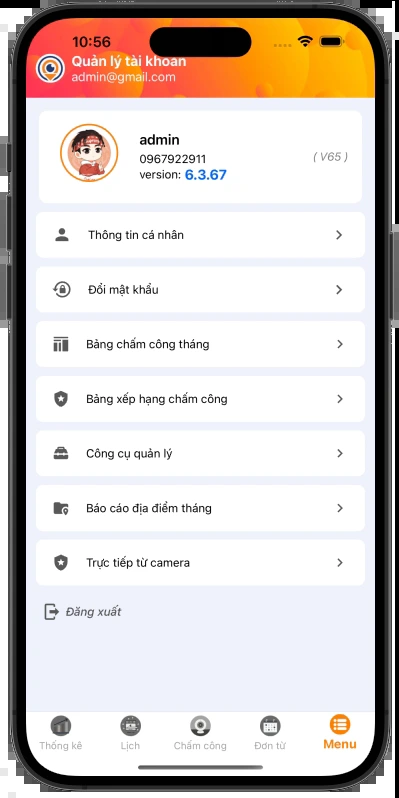 10:56
Quản lý tài khoản
admin@gmail.com
admin
0967922911
( V65 )
version: 6.3.67
Thông tin cá nhân
Đổi mật khẩu
Bảng chấm công tháng
Bảng xếp hạng chấm công
Công cụ quản lý
Báo cáo địa điểm tháng
Trực tiếp từ camera
Đăng xuất
Thống kê
Lịch
Chấm công
Đơn từ
Menu